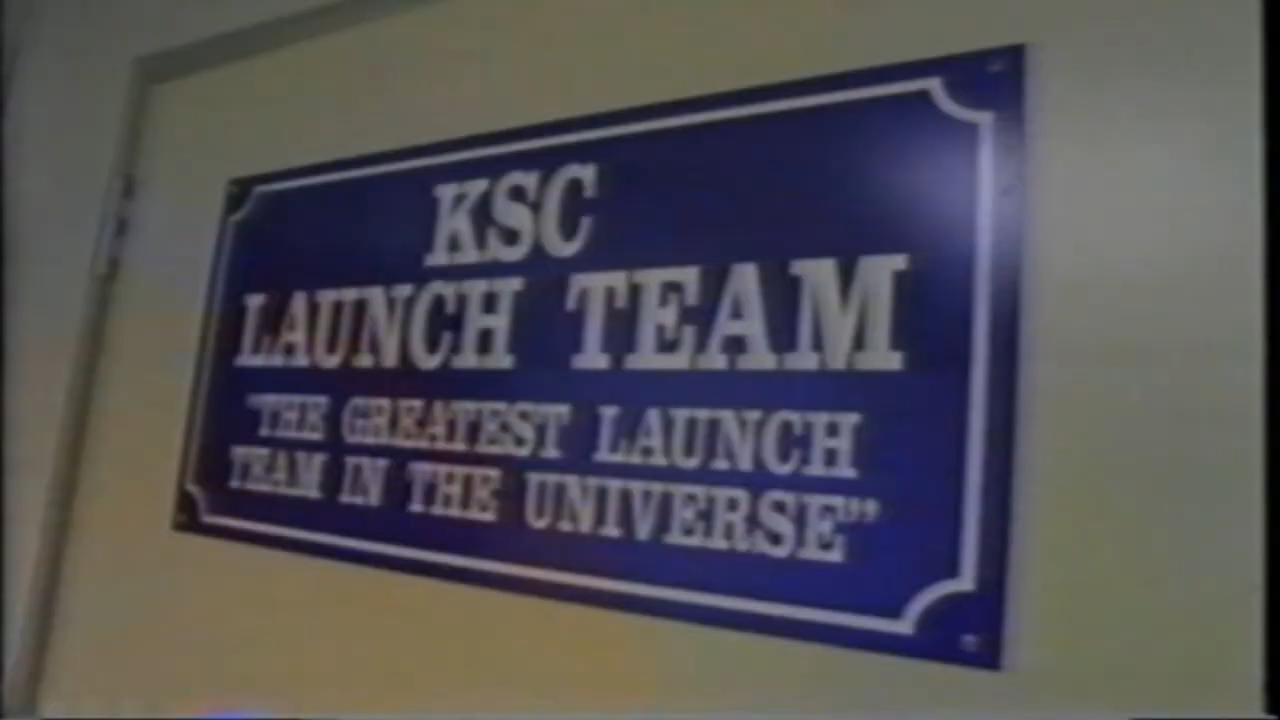 KSC
LAUNCH TEAM
"THE GREATEST LAUNCH
TEAM IN THE UNIVERSE"